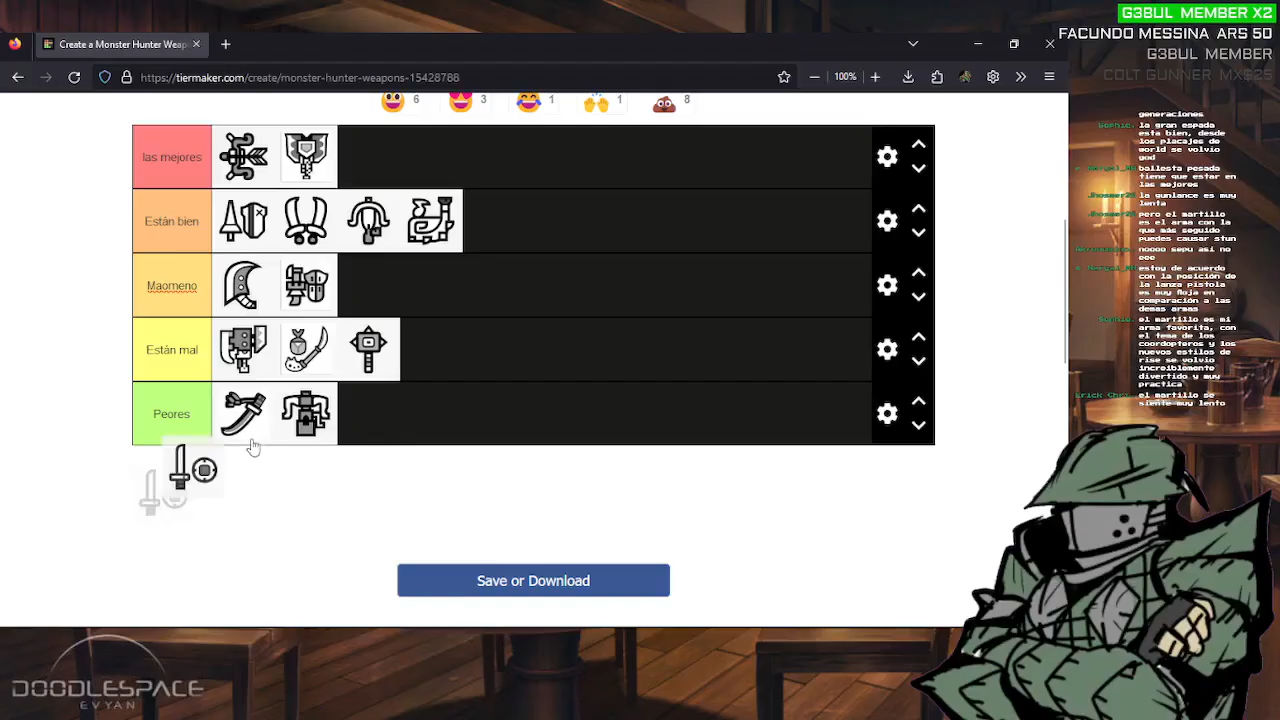 G3BUL MEMBER X2
FACUNDO MESSINA ARS 50
G3BUL MEMBER
COLT GUNNER MX$25
Create a Monster Hunter Weap
https://tiermaker.com/create/monster-hunter-weapons-15428788
100%
6
3
1
1
8
las mejores
Están bien
Maomeno
Están mal
Peores
Save or Download
generaciones
Sophie.
la gran espada
esta bien, desde
los placajes de
world se volvio
god
ballesta pesada
tiene que estar en
las mejores
la gunlance es muy
lenta
pero el martillo
es el arma con la
que más seguido
puedes causar stun
noooo sepu asi no
eee
estoy de acuerdo
con la posición de
la lanza pistola
es muy floja en
comparación a las
demas armas
Sophie.
el martillo es mi
arma favorita, con
el tema de los
coordopteros y los
nuevos estilos de
rise se volvio
increiblemente
divertido y muy
practica
Erick Chri.
el martillo se
siente muy lento
DOODLESPACE
EVYAN